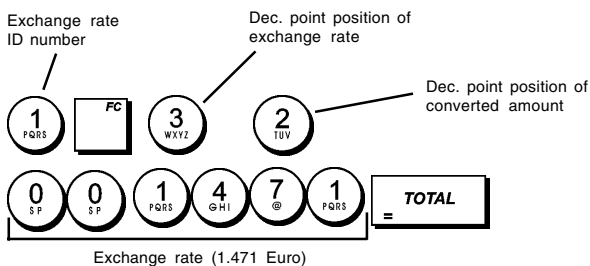 Exchange rate
ID number
Dec. point position of
exchange rate
Dec. point position of
converted amount
1
PQRS
FC
3
WXYZ
2
TUV
0
SP
0
SP
1
PQRS
4
GHI
7
@
1
PQRS
TOTAL
=
Exchange rate (1.471 Euro)